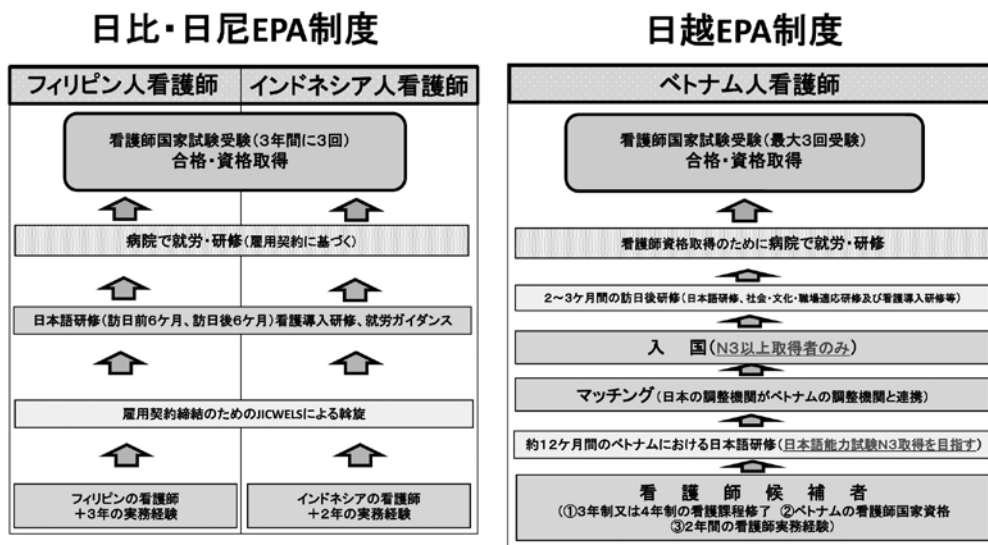 日比・日尼EPA制度
フィリピン人看護師
インドネシア人看護師
看護師国家試験受験(3年間に3回)
合格・資格取得
病院で就労・研修(雇用契約に基づく)
日本語研修(訪日前6ケ月、訪日後6ケ月)看護導入研修、就労ガイダンス
雇用契約締結のためのJICWELSによる斡旋
フィリピンの看護師
+3年の実務経験
インドネシアの看護師
+2年の実務経験
日越EPA制度
ベトナム人看護師
看護師国家試験受験(最大3回受験)
合格・資格取得
看護師資格取得のために病院で就労・研修
2～3ケ月間の訪日後研修(日本語研修、社会・文化・職場適応研修及び看護導入研修等)
入 国(N3以上取得者のみ)
マッチング(日本の調整機関がベトナムの調整機関と連携)
約12ケ月間のベトナムにおける日本語研修(日本語能力試験N3取得を目指す)
看 護 師 候 補 者
(①3年制又は4年制の看護課程修了 ②ベトナムの看護師国家資格
③2年間の看護師実務経験)